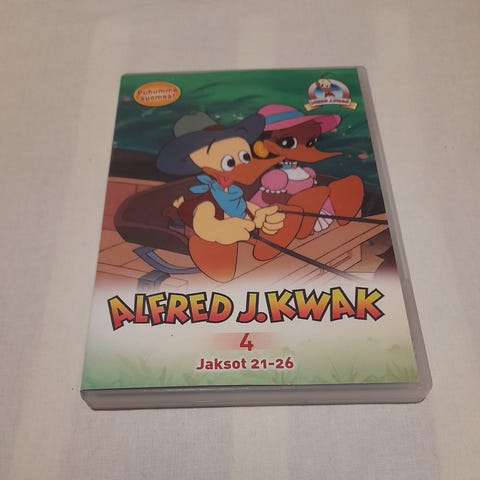 Puhumme
suomea!
ALFRED J. KWAK
4
Jaksot 21-26